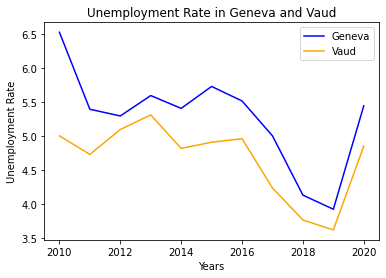 Unemployment Rate in Geneva and Vaud
Geneva
Vaud
6.5
6.0
5.5
5.0
4.5
4.0
3.5
Unemployment Rate
2010
2012
2014
2016
2018
2020
Years